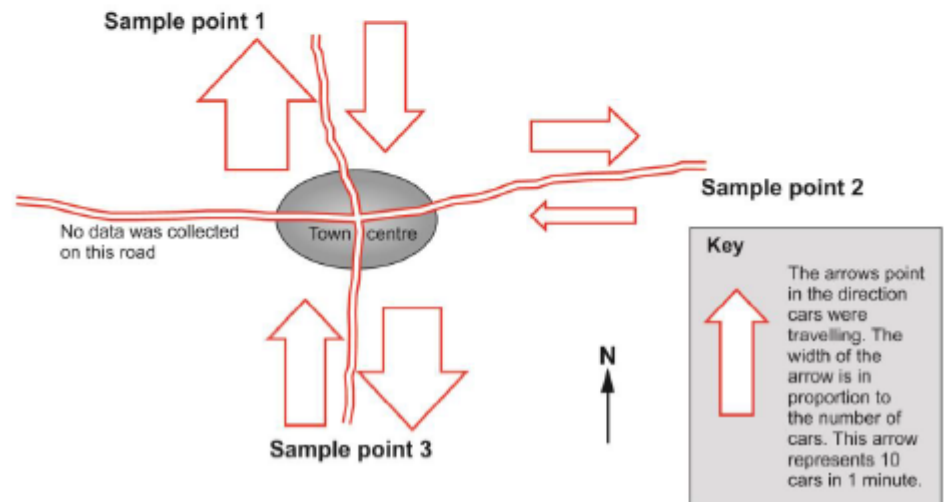 Sample point 1
Sample point 2
No data was collected
on this road
Town centre
Key
The arrows point
in the direction
cars were
travelling. The
width of the
arrow is in
proportion to
the number of
cars. This arrow
represents 10
cars in 1 minute.
N
Sample point 3